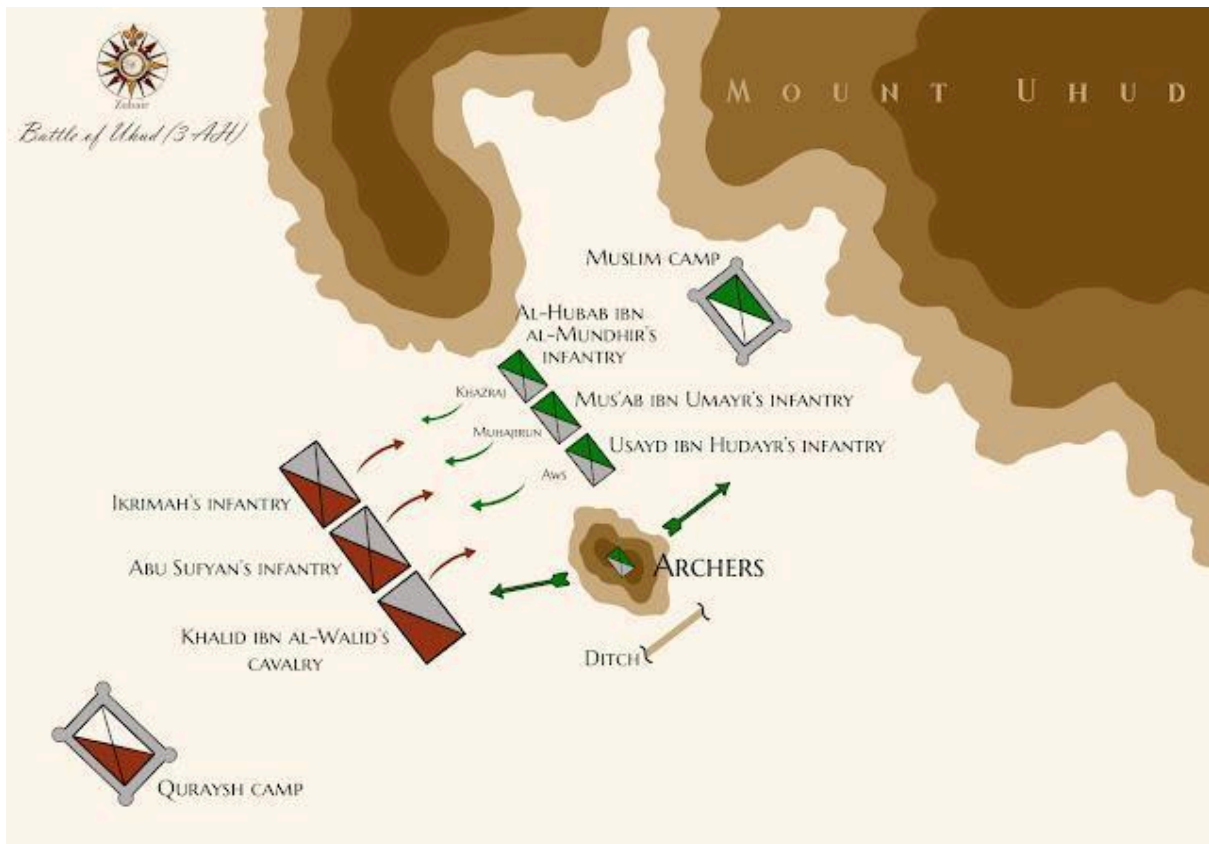 Zubair
Battle of Uhud (3 AH)
MOUNT UHUD
MUSLIM CAMP
AL-HUBAB IBN
AL-MUNDHIR'S
INFANTRY
KHAZRAJ
MUS'AB IBN UMAYR'S INFANTRY
MUHAJIRUN
USAYD IBN HUDAYR'S INFANTRY
AWS
IKRIMAH'S INFANTRY
ABU SUFYAN'S INFANTRY
ARCHERS
KHALID IBN AL-WALID'S
CAVALRY
DITCH
QURAYSH CAMP